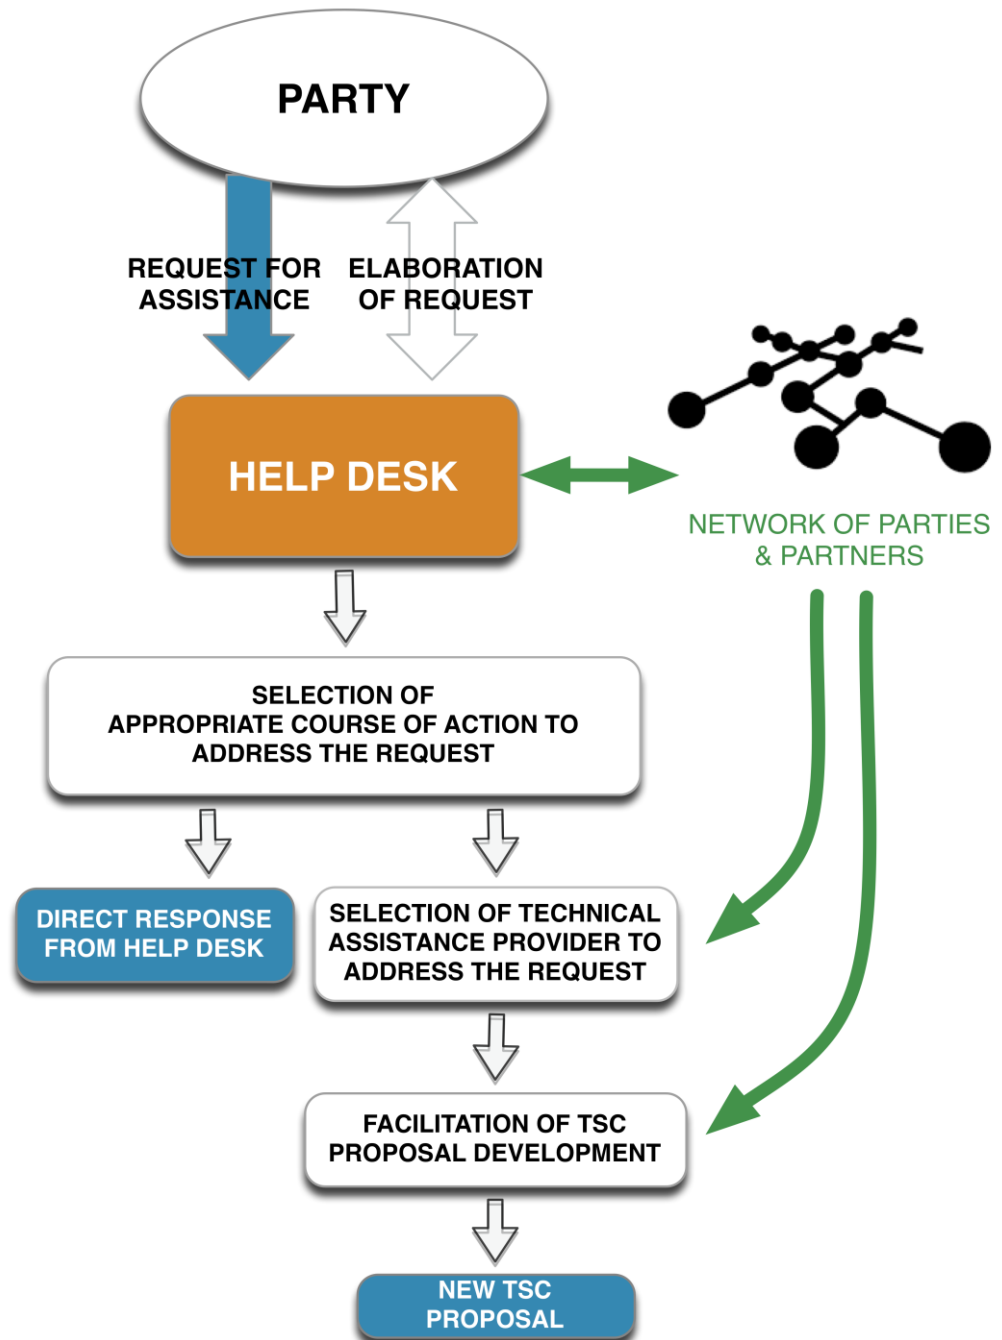 PARTY
REQUEST FOR
ASSISTANCE
ELABORATION
OF REQUEST
HELP DESK
NETWORK OF PARTIES
& PARTNERS
SELECTION OF
APPROPRIATE COURSE OF ACTION TO
ADDRESS THE REQUEST
DIRECT RESPONSE
FROM HELP DESK
SELECTION OF TECHNICAL
ASSISTANCE PROVIDER TO
ADDRESS THE REQUEST
FACILITATION OF TSC
PROPOSAL DEVELOPMENT
NEW TSC
PROPOSAL